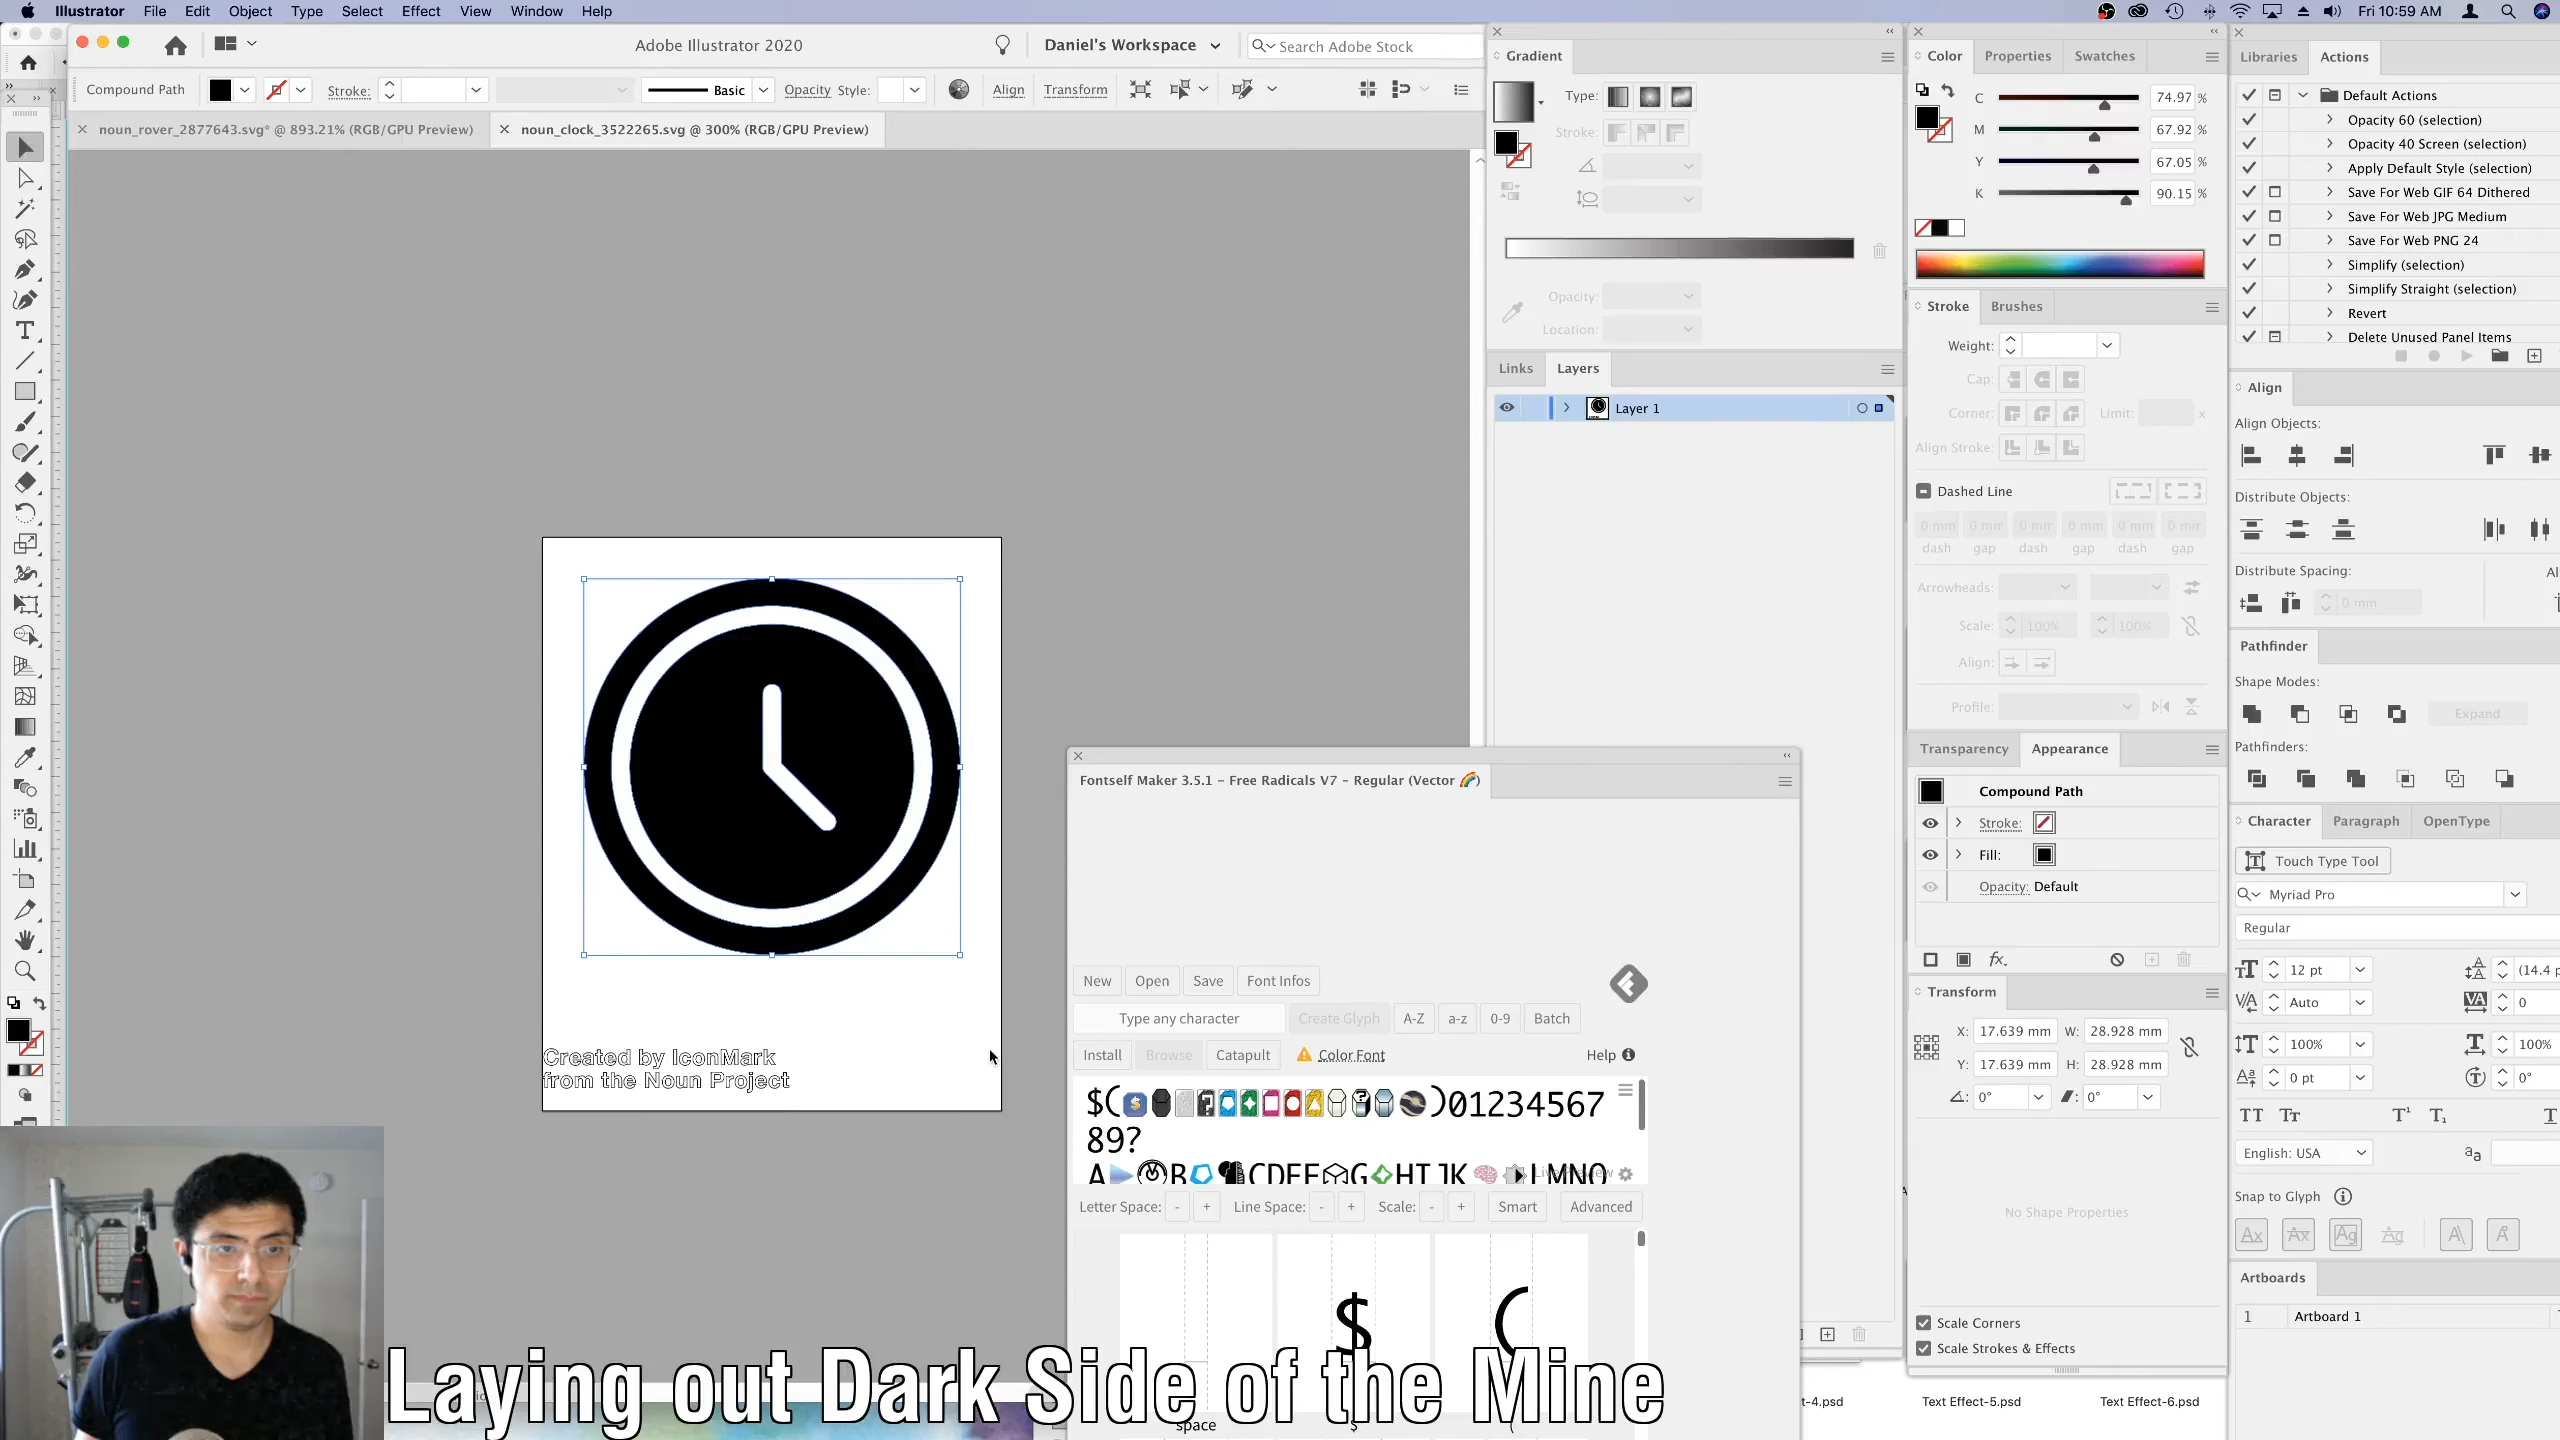 Illustrator File Edit Object Type Select Effect View Window Help
Fri 10:59 AM
Adobe Illustrator 2020
Daniel's Workspace
Search Adobe Stock
Compound Path
Stroke:
Basic
Opacity Style:
Align
Transform
noun_rover_2877643.svg* @ 893.21% (RGB/GPU Preview)
noun_clock_3522265.svg @ 300% (RGB/GPU Preview)
Created by IconMark
from the Noun Project
Gradient
Type:
Stroke:
Opacity:
Location:
Links
Layers
Layer 1
Fontself Maker 3.5.1 – Free Radicals V7 – Regular (Vector 🌈)
New
Open
Save
Font Infos
Type any character
Create Glyph
A-Z
a-z
0-9
Batch
Install
Browse
Catapult
Color Font
Help
$( )01234567
89?
A B CDEF G HIJK LMNO
Letter Space: - +
Line Space: - +
Scale: - +
Smart
Advanced
$ (
space
$
(
Color
Properties
Swatches
C 74.97 %
M 67.92 %
Y 67.05 %
K 90.15 %
Stroke
Brushes
Weight:
Cap:
Corner:
Limit:
x
Align Stroke:
Dashed Line
0 mm 0 mm 0 mm 0 mm 0 mm 0 mm
dash gap dash gap dash gap
Arrowheads:
Scale: 100% 100%
Align:
Profile:
Transparency
Appearance
Compound Path
Stroke:
Fill:
Opacity: Default
fx.
Transform
X: 17.639 mm W: 28.928 mm
Y: 17.639 mm H: 28.928 mm
0° 0°
No Shape Properties
Scale Corners
Scale Strokes & Effects
Libraries
Actions
Default Actions
Opacity 60 (selection)
Opacity 40 Screen (selection)
Apply Default Style (selection)
Save For Web GIF 64 Dithered
Save For Web JPG Medium
Save For Web PNG 24
Simplify (selection)
Simplify Straight (selection)
Revert
Delete Unused Panel Items
Align
Align Objects:
Distribute Objects:
Distribute Spacing:
0 mm
Pathfinder
Shape Modes:
Expand
Pathfinders:
Character
Paragraph
OpenType
Touch Type Tool
Myriad Pro
Regular
12 pt
(14.4 p
Auto
0
100%
100%
0 pt
0°
TT Tr T¹ T₁ T
English: USA
Snap to Glyph
Artboards
1 Artboard 1
t-4.psd
Text Effect-5.psd
Text Effect-6.psd
Laying out Dark Side of the Mine